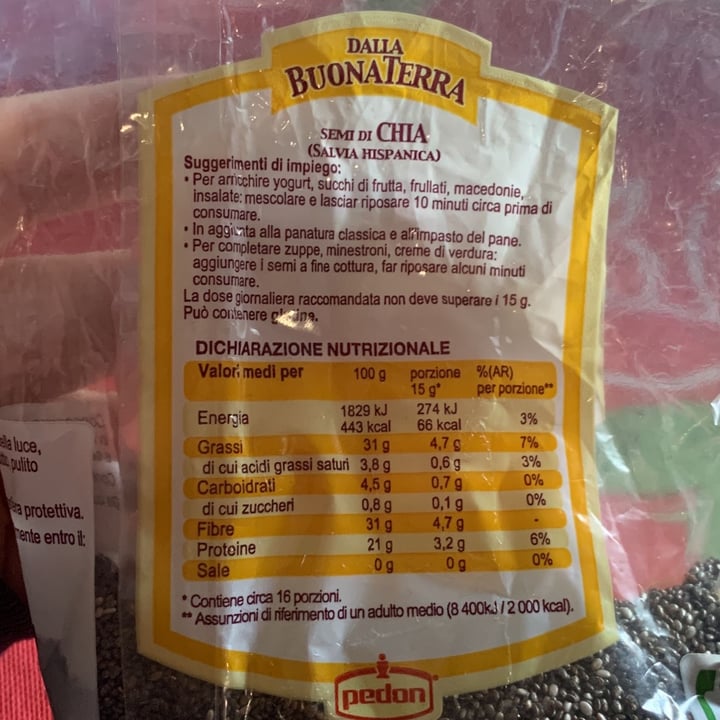 DALLA
BUONATERRA
SEMI DI CHIA
(SALVIA HISPANICA)
Suggerimenti di impiego:
• Per arricchire yogurt, succhi di frutta, frullati, macedonie,
insalate: mescolare e lasciar riposare 10 minuti circa prima di
consumare.
• In aggiunta alla panatura classica e all'impasto del pane.
• Per completare zuppe, minestroni, creme di verdura:
aggiungere i semi a fine cottura, far riposare alcuni minuti
consumare.
La dose giornaliera raccomandata non deve superare i 15 g.
Può contenere glutine.
DICHIARAZIONE NUTRIZIONALE
Valori medi per 100 g porzione %(AR)
15 g* per porzione**
Energia 1829 kJ 274 kJ 3%
443 kcal 66 kcal
Grassi 31 g 4,7 g 7%
di cui acidi grassi saturi 3,8 g 0,6 g 3%
Carboidrati 4,5 g 0,7 g 0%
di cui zuccheri 0,8 g 0,1 g 0%
Fibre 31 g 4,7 g -
Proteine 21 g 3,2 g 6%
Sale 0 g 0 g 0%
* Contiene circa 16 porzioni.
** Assunzioni di riferimento di un adulto medio (8 400kJ / 2 000 kcal).
pedon
luce,
pulito
protettiva.
entro il: